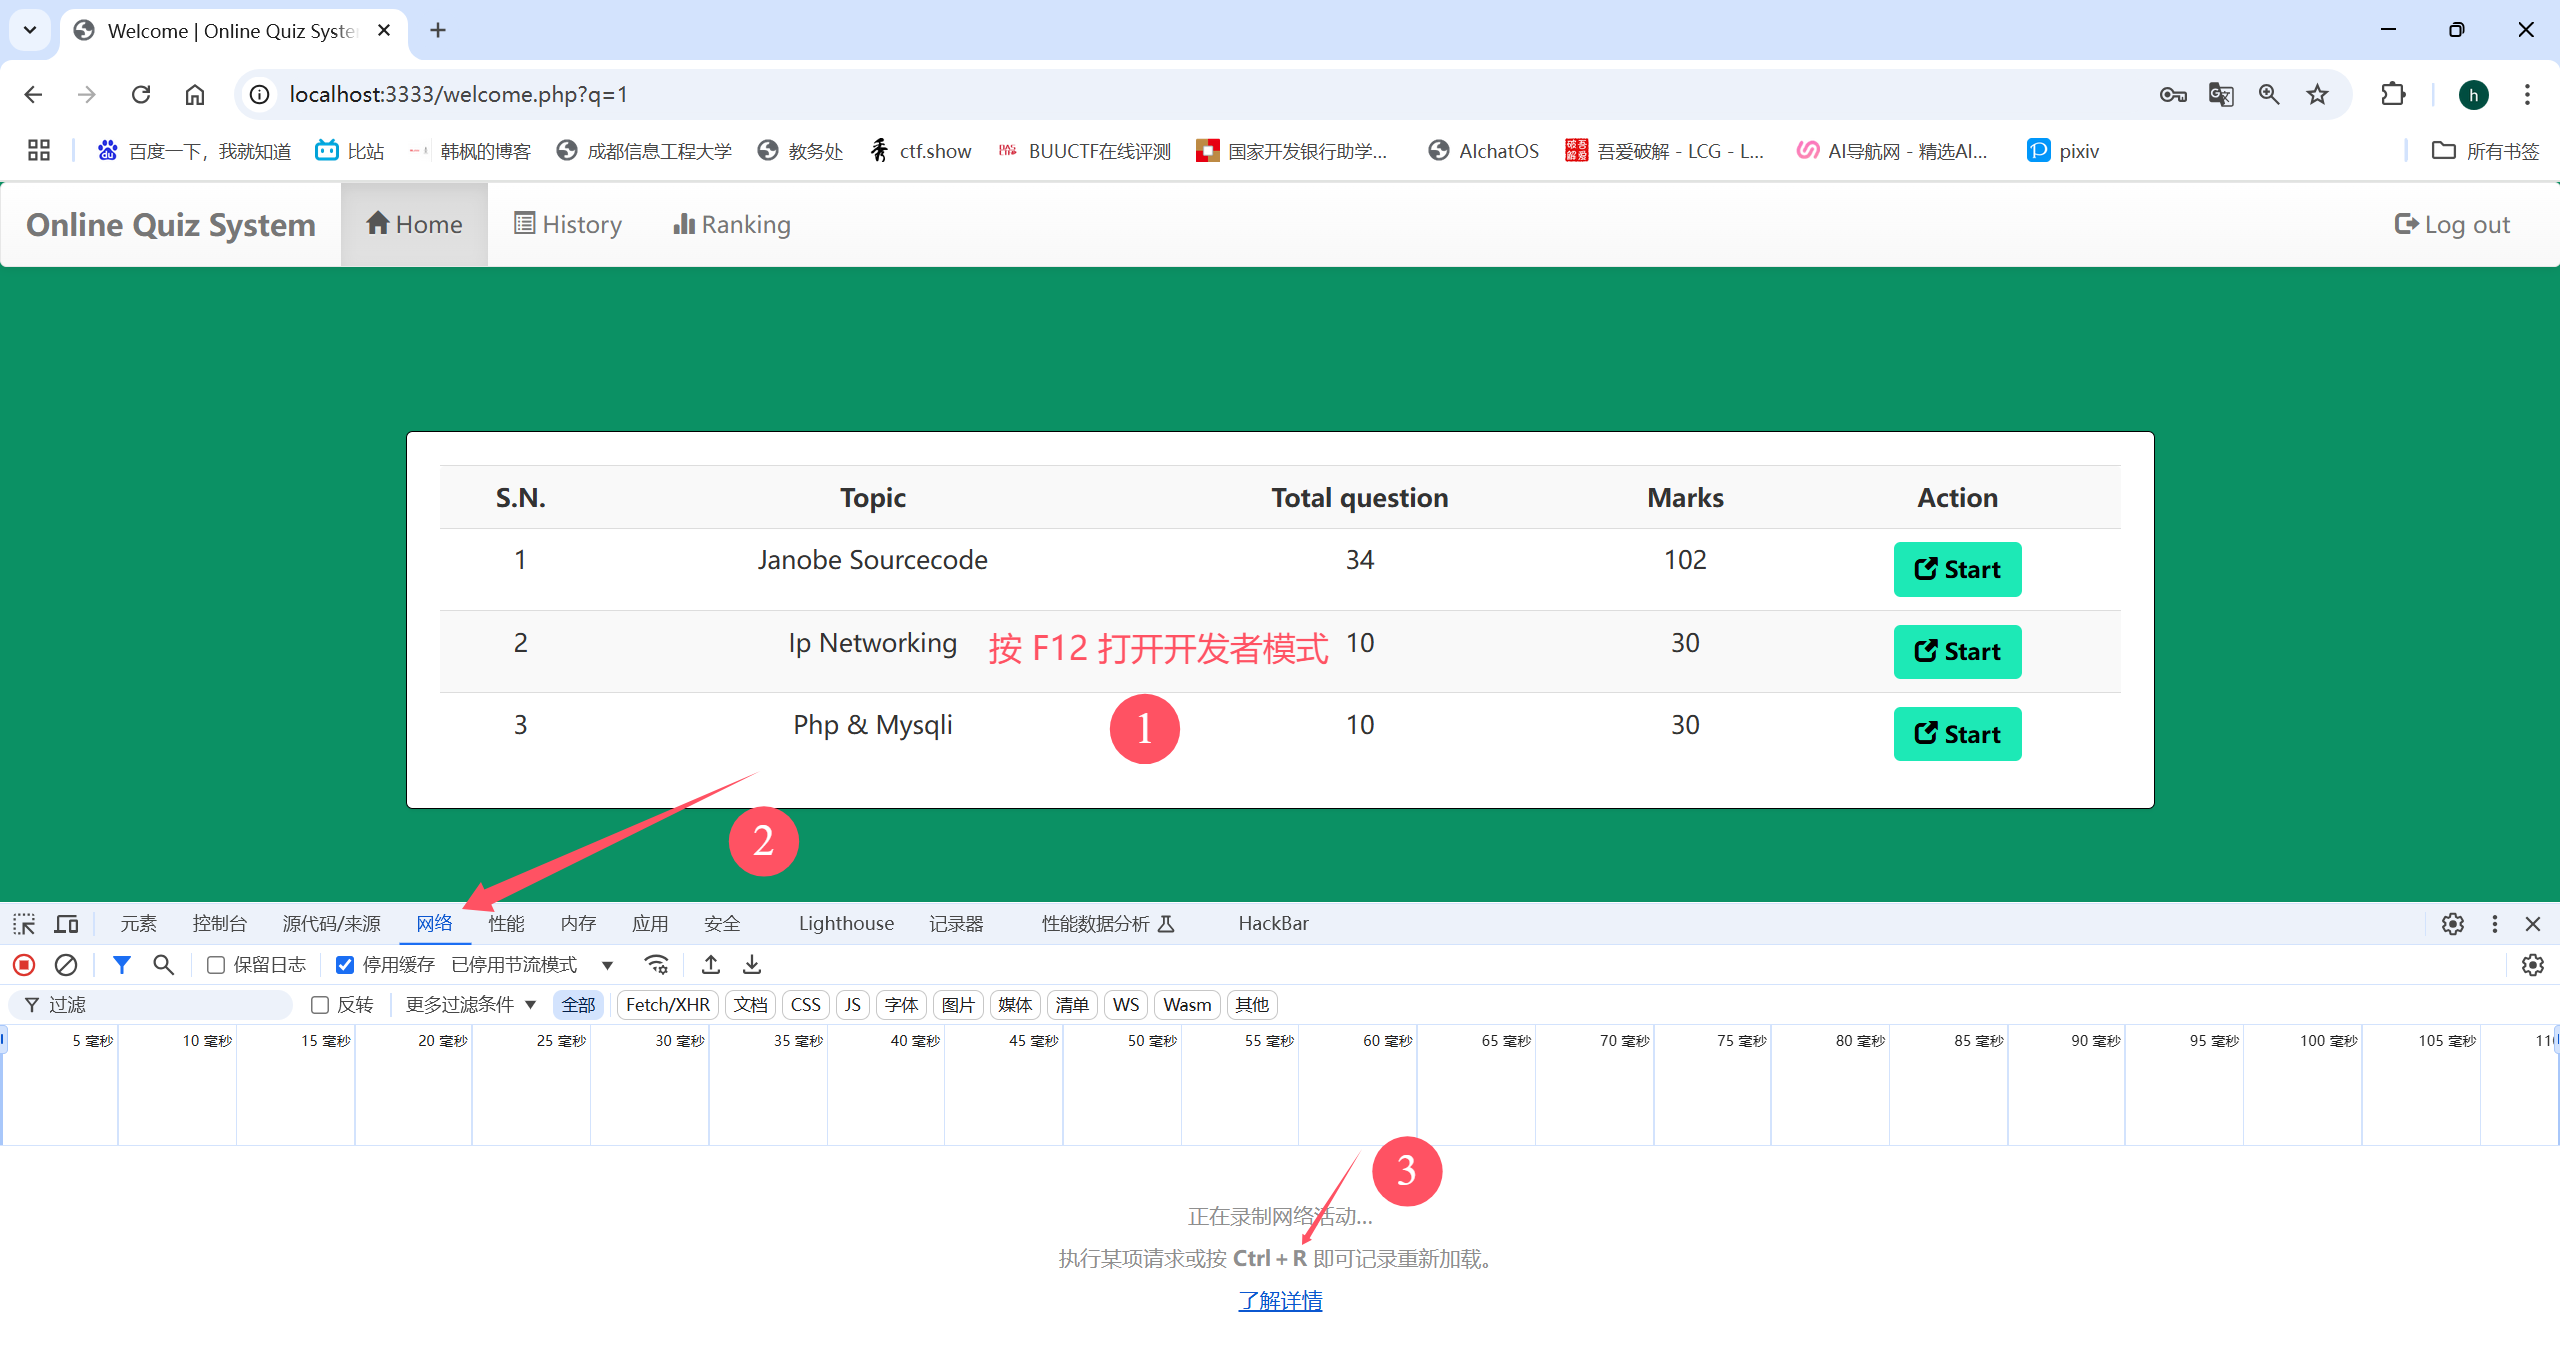 Welcome | Online Quiz Syste
localhost:3333/welcome.php?q=1
h
百度一下，我就知道 比站 韩枫的博客 成都信息工程大学 教务处 ctf.show BUUCTF在线评测 国家开发银行助学... AIchatOS 吾爱破解 - LCG - L... AI导航网 - 精选AI... pixiv 所有书签
Online Quiz System Home History Ranking Log out
S.N. Topic Total question Marks Action
1 Janobe Sourcecode 34 102 Start
2 Ip Networking 按 F12 打开开发者模式 10 30 Start
3 Php & Mysqli 1 10 30 Start
2
元素 控制台 源代码/来源 网络 性能 内存 应用 安全 Lighthouse 记录器 性能数据分析 HackBar
保留日志 停用缓存 已停用节流模式
过滤 反转 更多过滤条件 全部 Fetch/XHR 文档 CSS JS 字体 图片 媒体 清单 WS Wasm 其他
5 毫秒 10 毫秒 15 毫秒 20 毫秒 25 毫秒 30 毫秒 35 毫秒 40 毫秒 45 毫秒 50 毫秒 55 毫秒 60 毫秒 65 毫秒 70 毫秒 75 毫秒 80 毫秒 85 毫秒 90 毫秒 95 毫秒 100 毫秒 105 毫秒
3
正在录制网络活动...
执行某项请求或按 Ctrl + R 即可记录重新加载。
了解详情